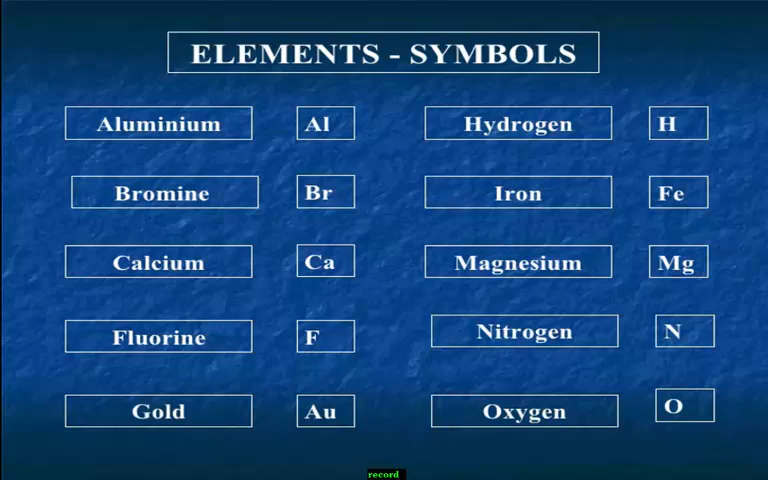 ELEMENTS - SYMBOLS
Aluminium Al Hydrogen H
Bromine Br Iron Fe
Calcium Ca Magnesium Mg
Fluorine F Nitrogen N
Gold Au Oxygen O
record